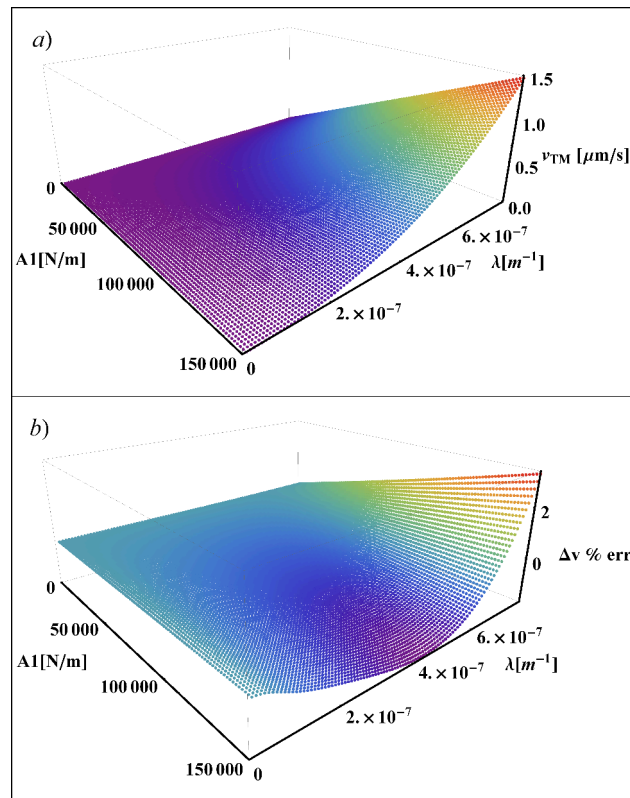 a)
1.5
1.0
ν_TM [μm/s]
0.5
0
0.0
50 000
6.×10⁻⁷
A1[N/m]
4.×10⁻⁷
λ[m⁻¹]
100 000
2.×10⁻⁷
150 000
0
b)
2
Δv % err
0
0
50 000
6.×10⁻⁷
A1[N/m]
4.×10⁻⁷
λ[m⁻¹]
100 000
2.×10⁻⁷
150 000
0